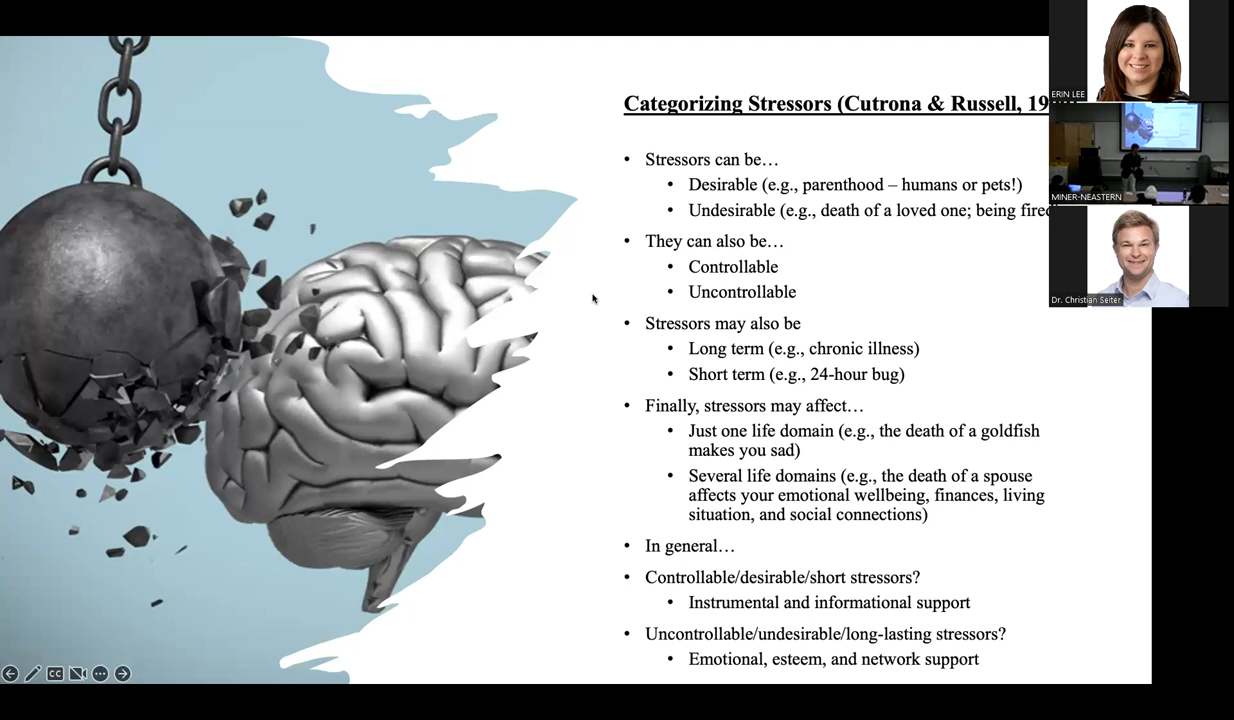 Categorizing Stressors (Cutrona & Russell, 19
• Stressors can be…
• Desirable (e.g., parenthood – humans or pets!)
• Undesirable (e.g., death of a loved one; being fired
• They can also be…
• Controllable
• Uncontrollable
• Stressors may also be
• Long term (e.g., chronic illness)
• Short term (e.g., 24-hour bug)
• Finally, stressors may affect…
• Just one life domain (e.g., the death of a goldfish
makes you sad)
• Several life domains (e.g., the death of a spouse
affects your emotional wellbeing, finances, living
situation, and social connections)
• In general…
• Controllable/desirable/short stressors?
• Instrumental and informational support
• Uncontrollable/undesirable/long-lasting stressors?
• Emotional, esteem, and network support
ERIN LEE
MINER-NEASTERN
Dr. Christian Seiter
CC